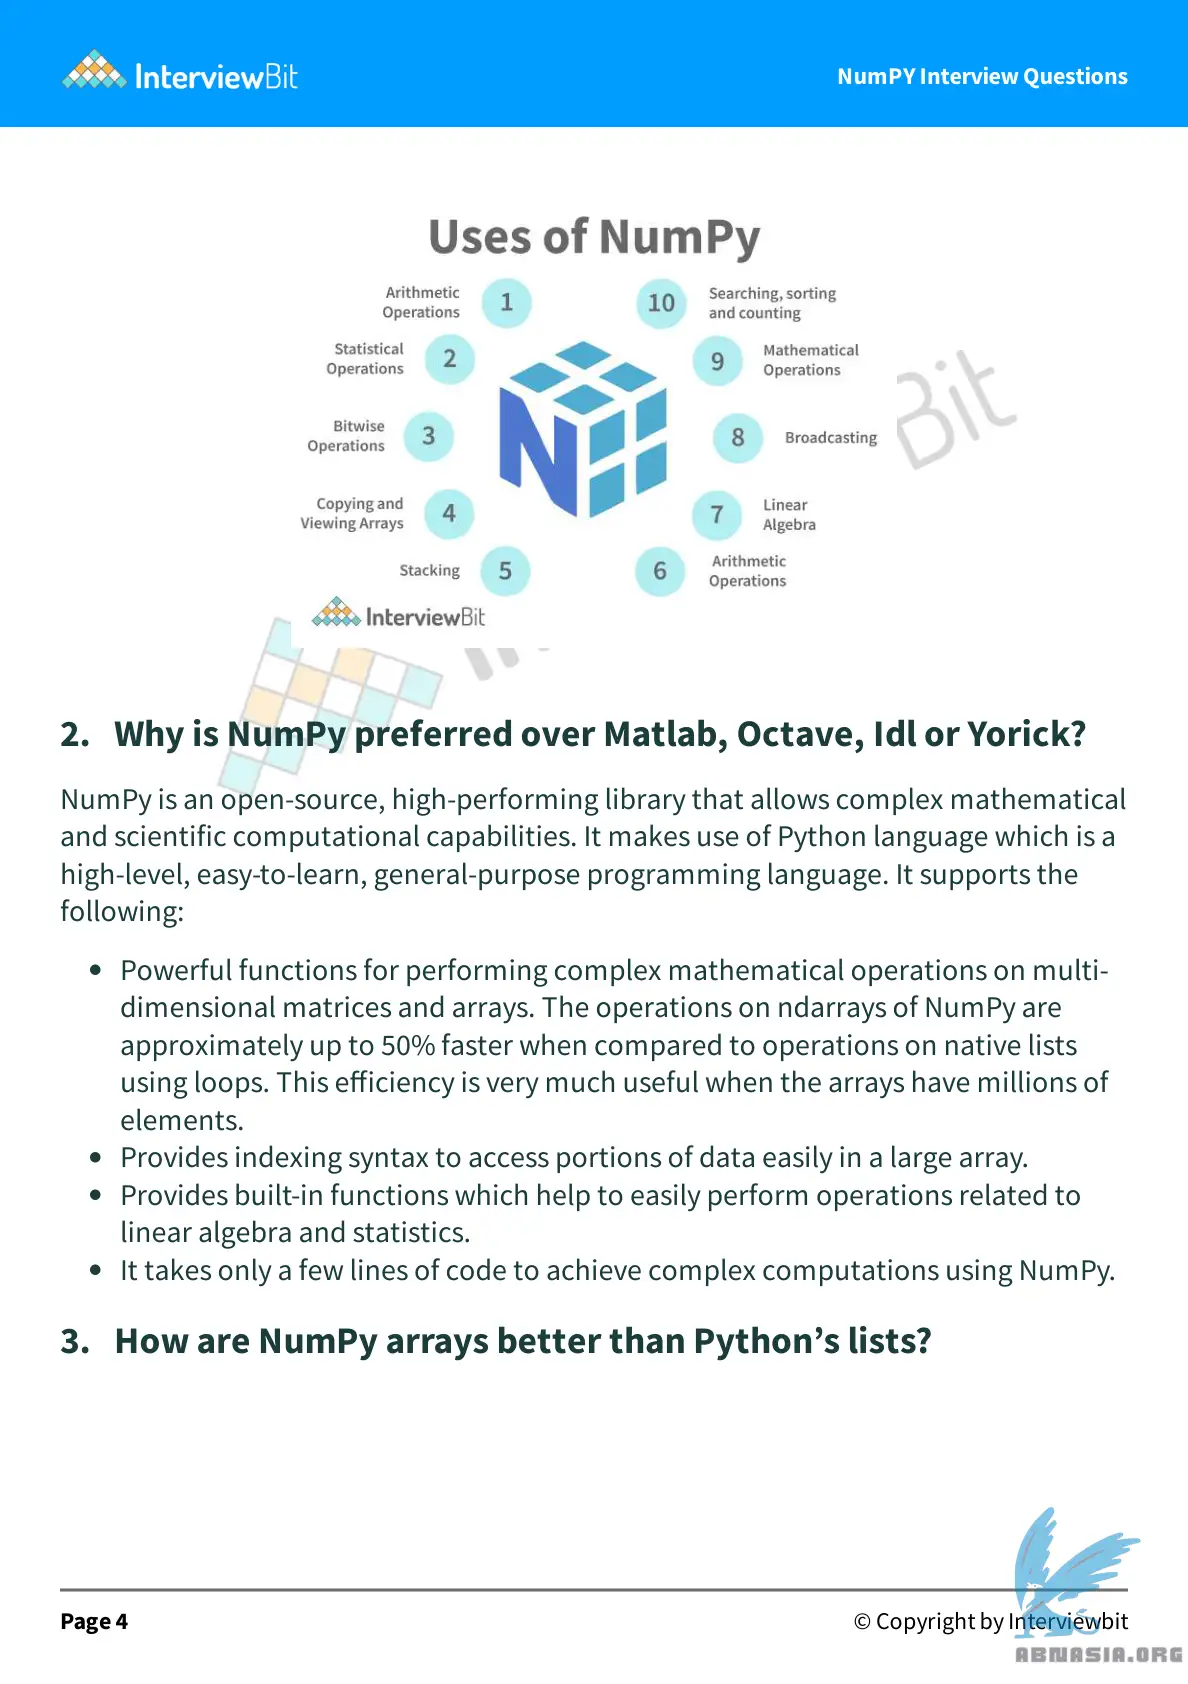 InterviewBit
NumPY Interview Questions
Uses of NumPy
Arithmetic
Operations
1
Statistical
Operations
2
Bitwise
Operations
3
Copying and
Viewing Arrays
4
Stacking
5
10
Searching, sorting
and counting
9
Mathematical
Operations
8
Broadcasting
7
Linear
Algebra
6
Arithmetic
Operations
InterviewBit
2. Why is NumPy preferred over Matlab, Octave, Idl or Yorick?
NumPy is an open-source, high-performing library that allows complex mathematical
and scientific computational capabilities. It makes use of Python language which is a
high-level, easy-to-learn, general-purpose programming language. It supports the
following:
• Powerful functions for performing complex mathematical operations on multi-
dimensional matrices and arrays. The operations on ndarrays of NumPy are
approximately up to 50% faster when compared to operations on native lists
using loops. This efficiency is very much useful when the arrays have millions of
elements.
• Provides indexing syntax to access portions of data easily in a large array.
• Provides built-in functions which help to easily perform operations related to
linear algebra and statistics.
• It takes only a few lines of code to achieve complex computations using NumPy.
3. How are NumPy arrays better than Python’s lists?
Page 4
© Copyright by Interviewbit
ABNASIA.ORG